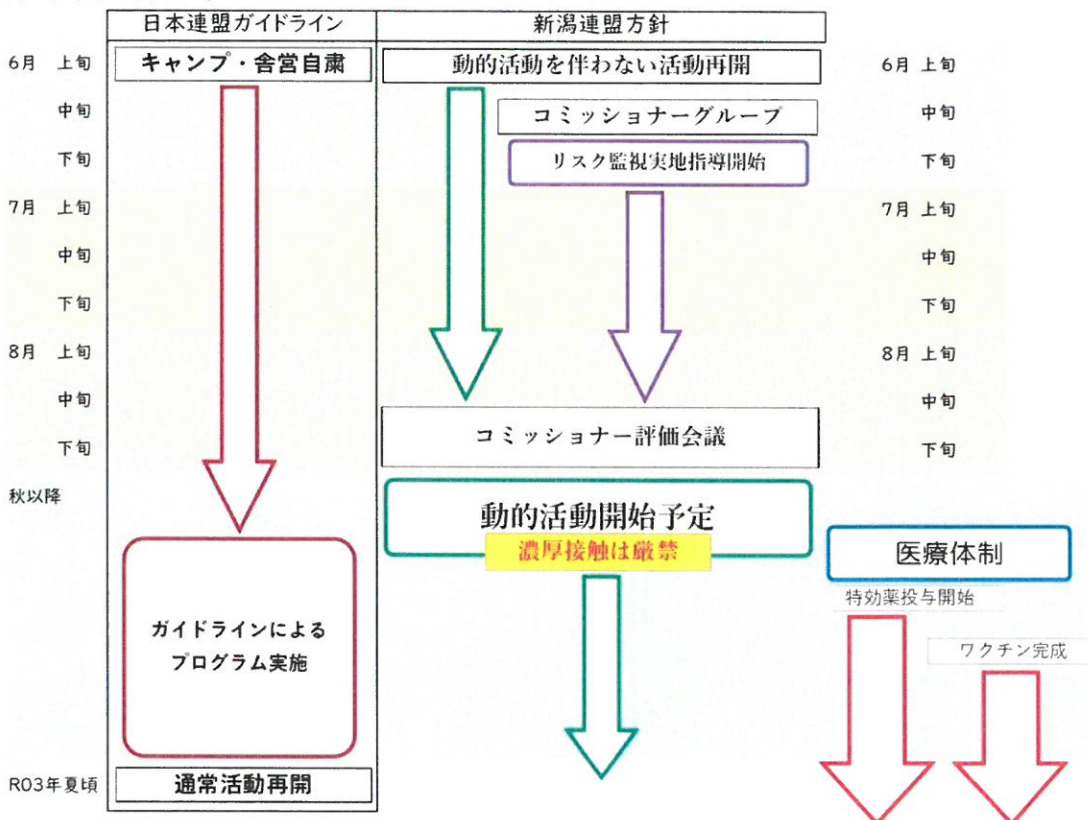 日本連盟ガイドライン 新潟連盟方針
6月 上旬 キャンプ・舎営自粛 動的活動を伴わない活動再開 6月 上旬
中旬 コミッショナーグループ 中旬
下旬 リスク監視実地指導開始 下旬
7月 上旬 7月 上旬
中旬 中旬
下旬 下旬
8月 上旬 8月 上旬
中旬 中旬
下旬 コミッショナー評価会議 下旬
秋以降
動的活動開始予定
濃厚接触は厳禁
医療体制
特効薬投与開始
ワクチン完成
ガイドラインによる
プログラム実施
R03年夏頃 通常活動再開